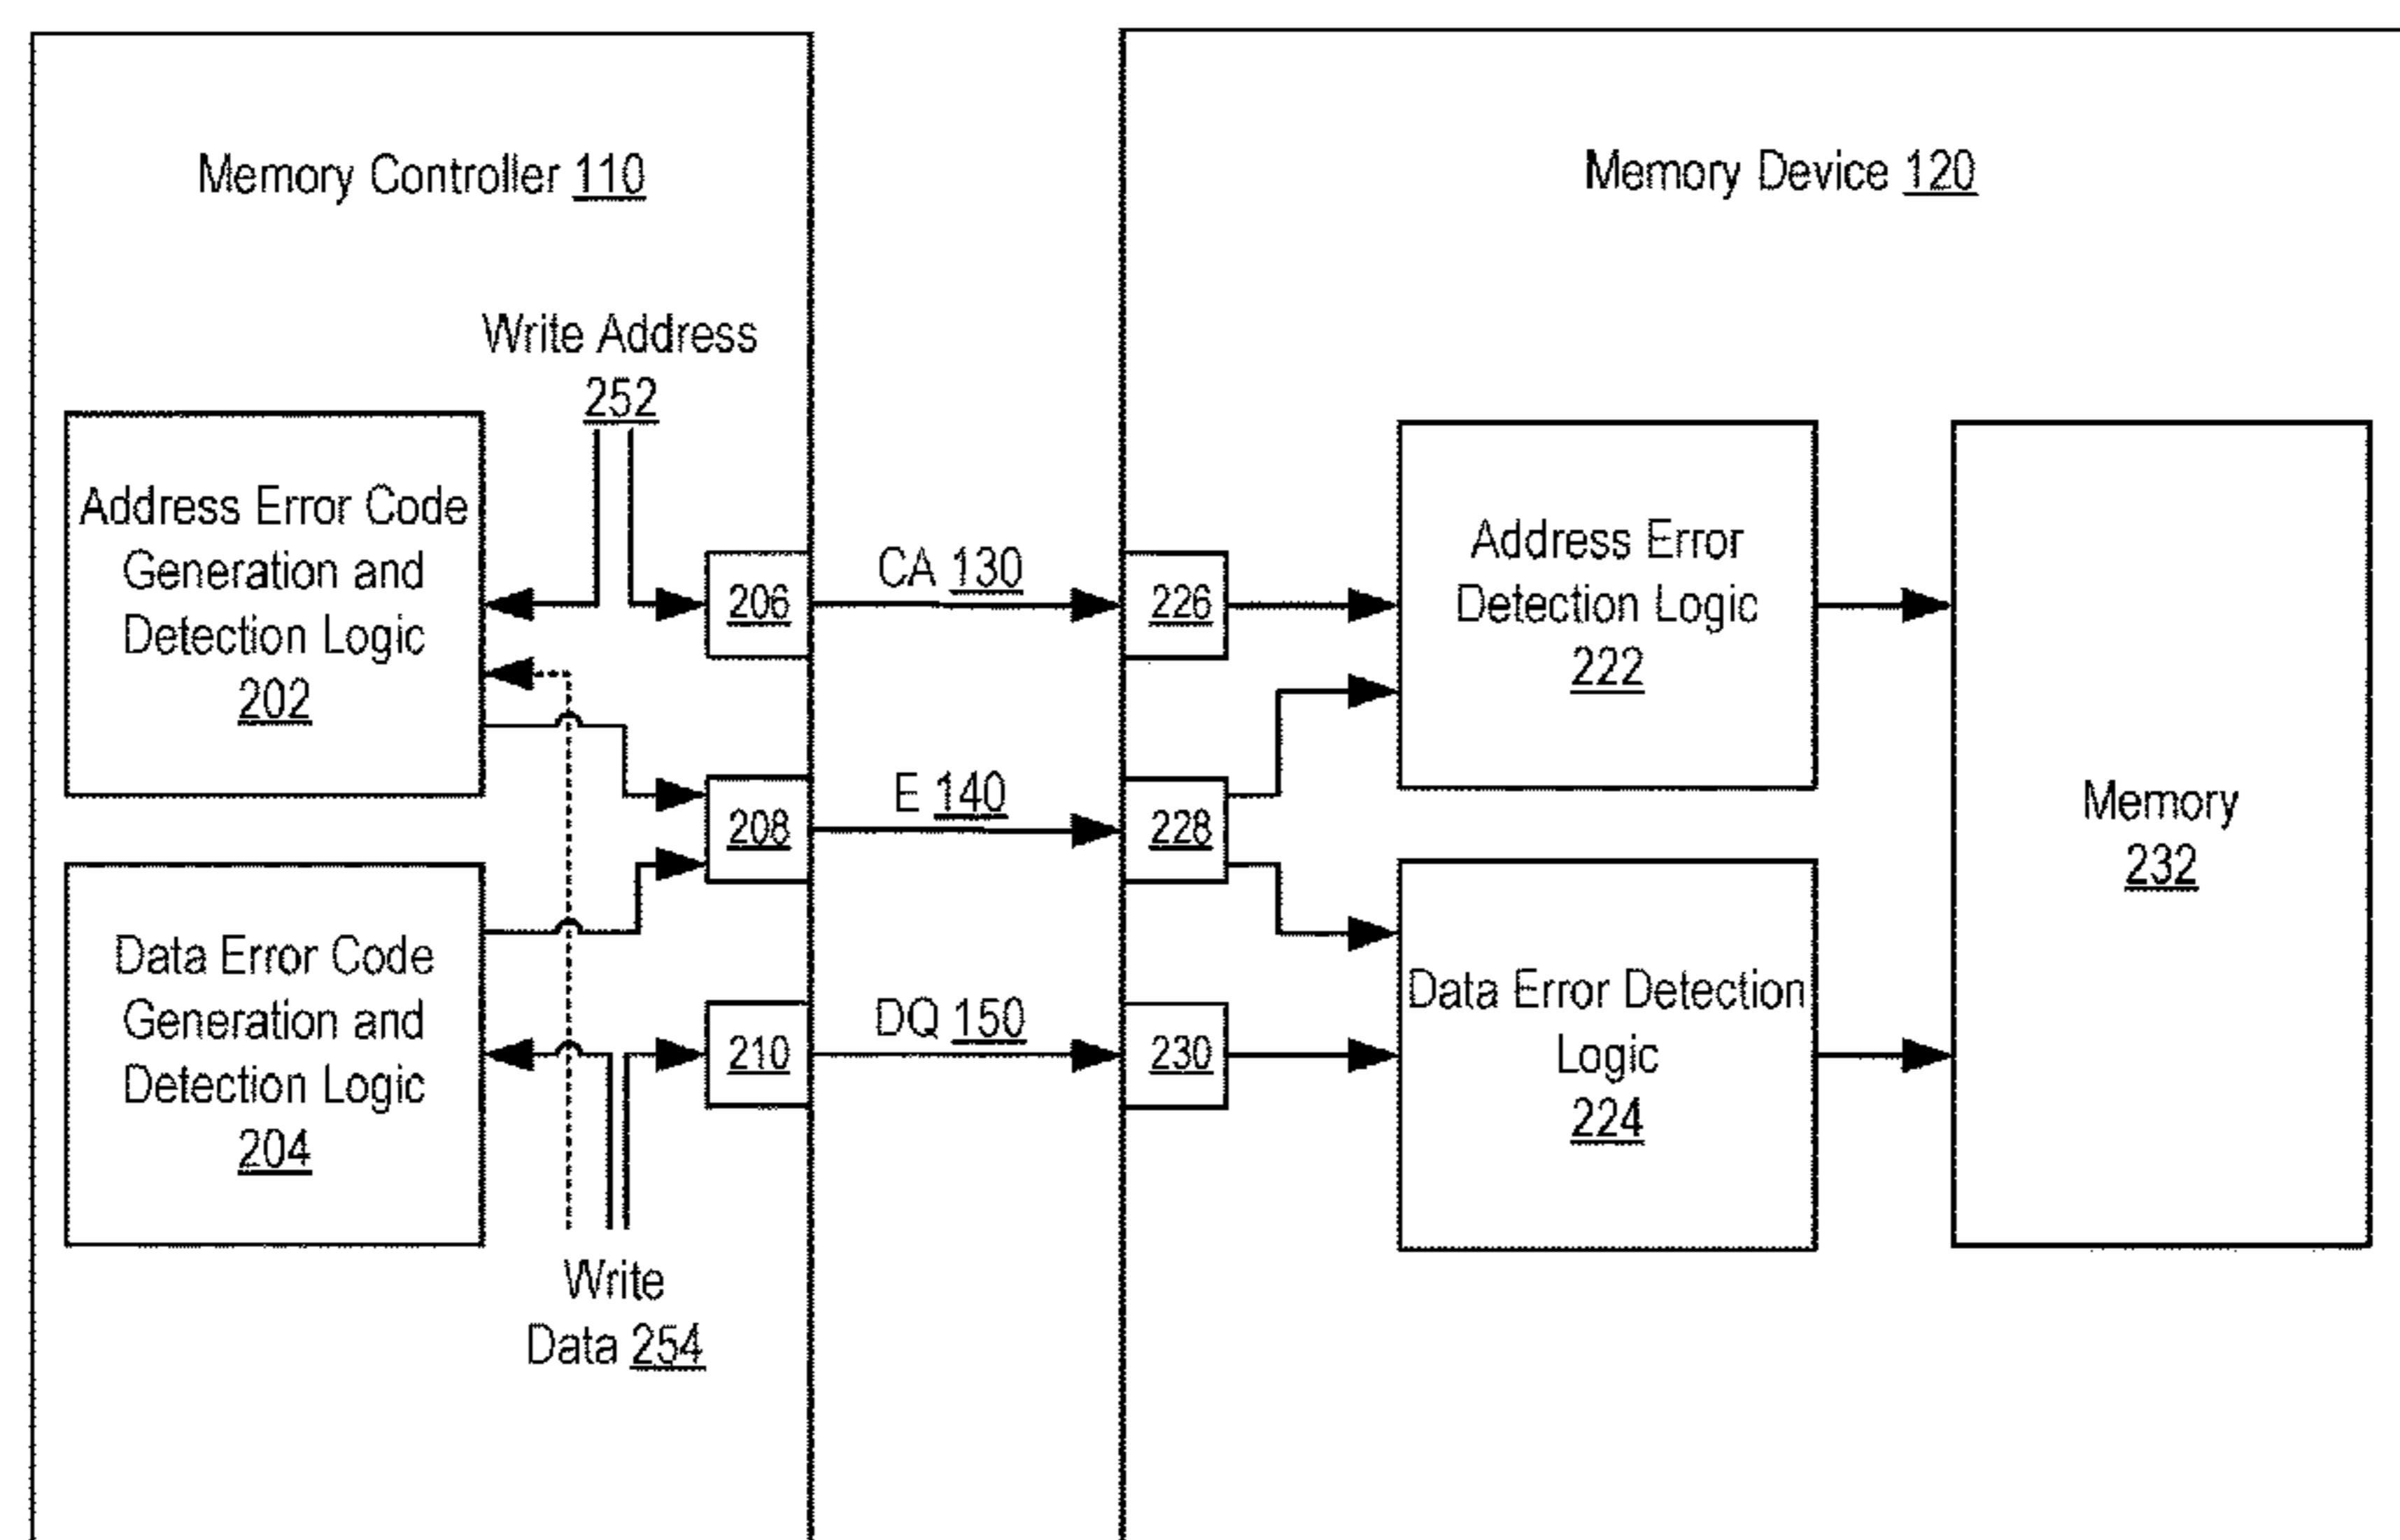 Memory Controller 110
Memory Device 120
Write Address
252
Address Error Code
Generation and
Detection Logic
202
206
CA 130
226
Address Error
Detection Logic
222
208
E 140
228
Memory
232
Data Error Code
Generation and
Detection Logic
204
210
DQ 150
230
Data Error Detection
Logic
224
Write
Data 254